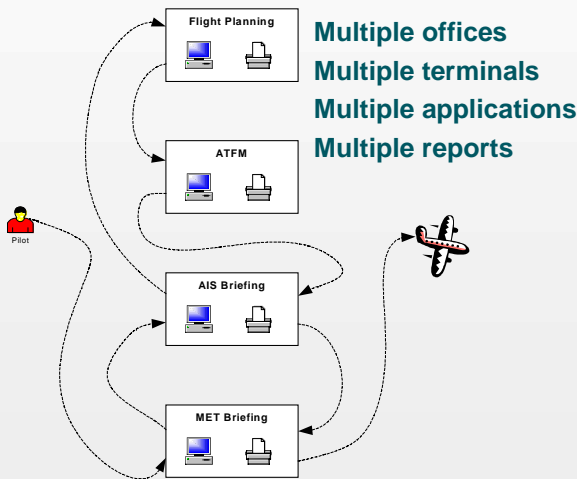 Flight Planning
Multiple offices
Multiple terminals
Multiple applications
Multiple reports
ATFM
Pilot
AIS Briefing
MET Briefing